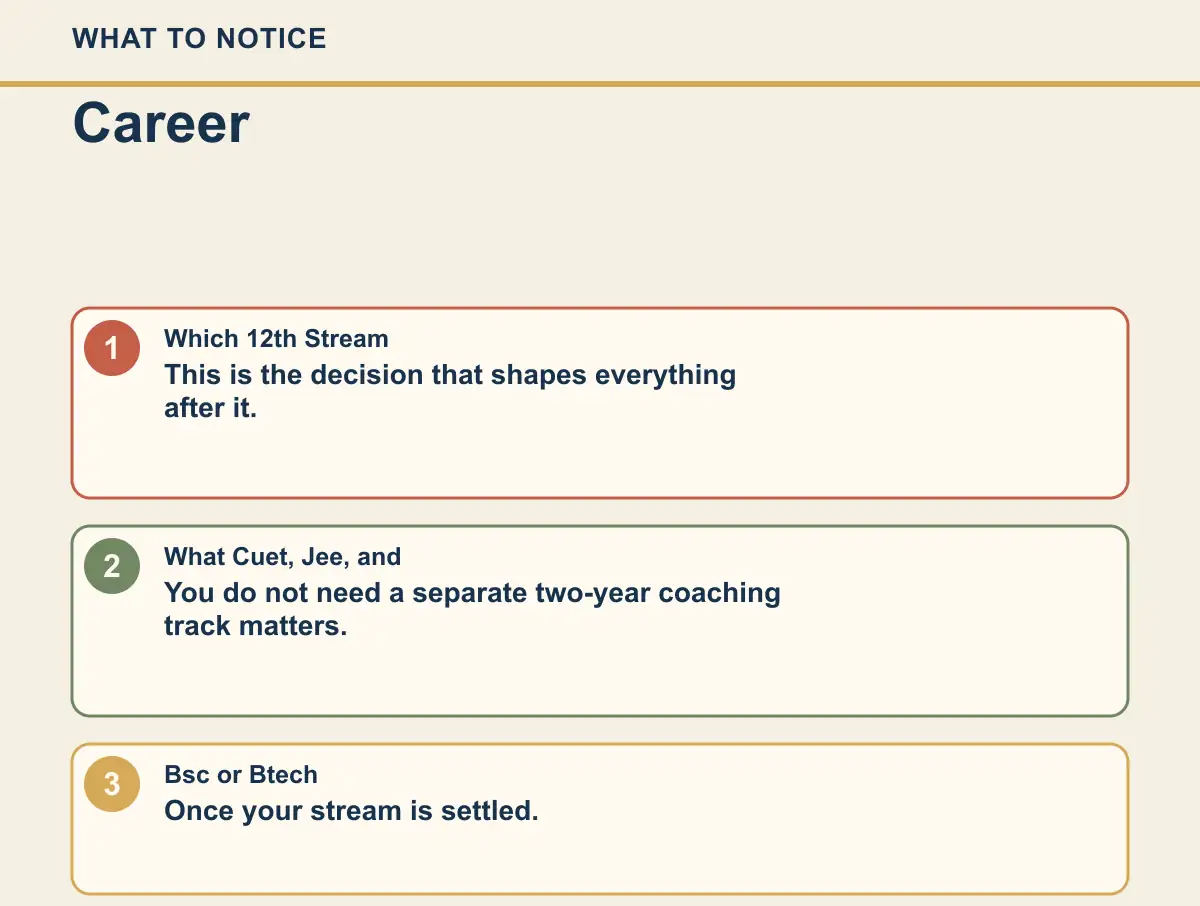 WHAT TO NOTICE
Career
1
Which 12th Stream
This is the decision that shapes everything
after it.
2
What Cuet, Jee, and
You do not need a separate two-year coaching
track matters.
3
Bsc or Btech
Once your stream is settled.